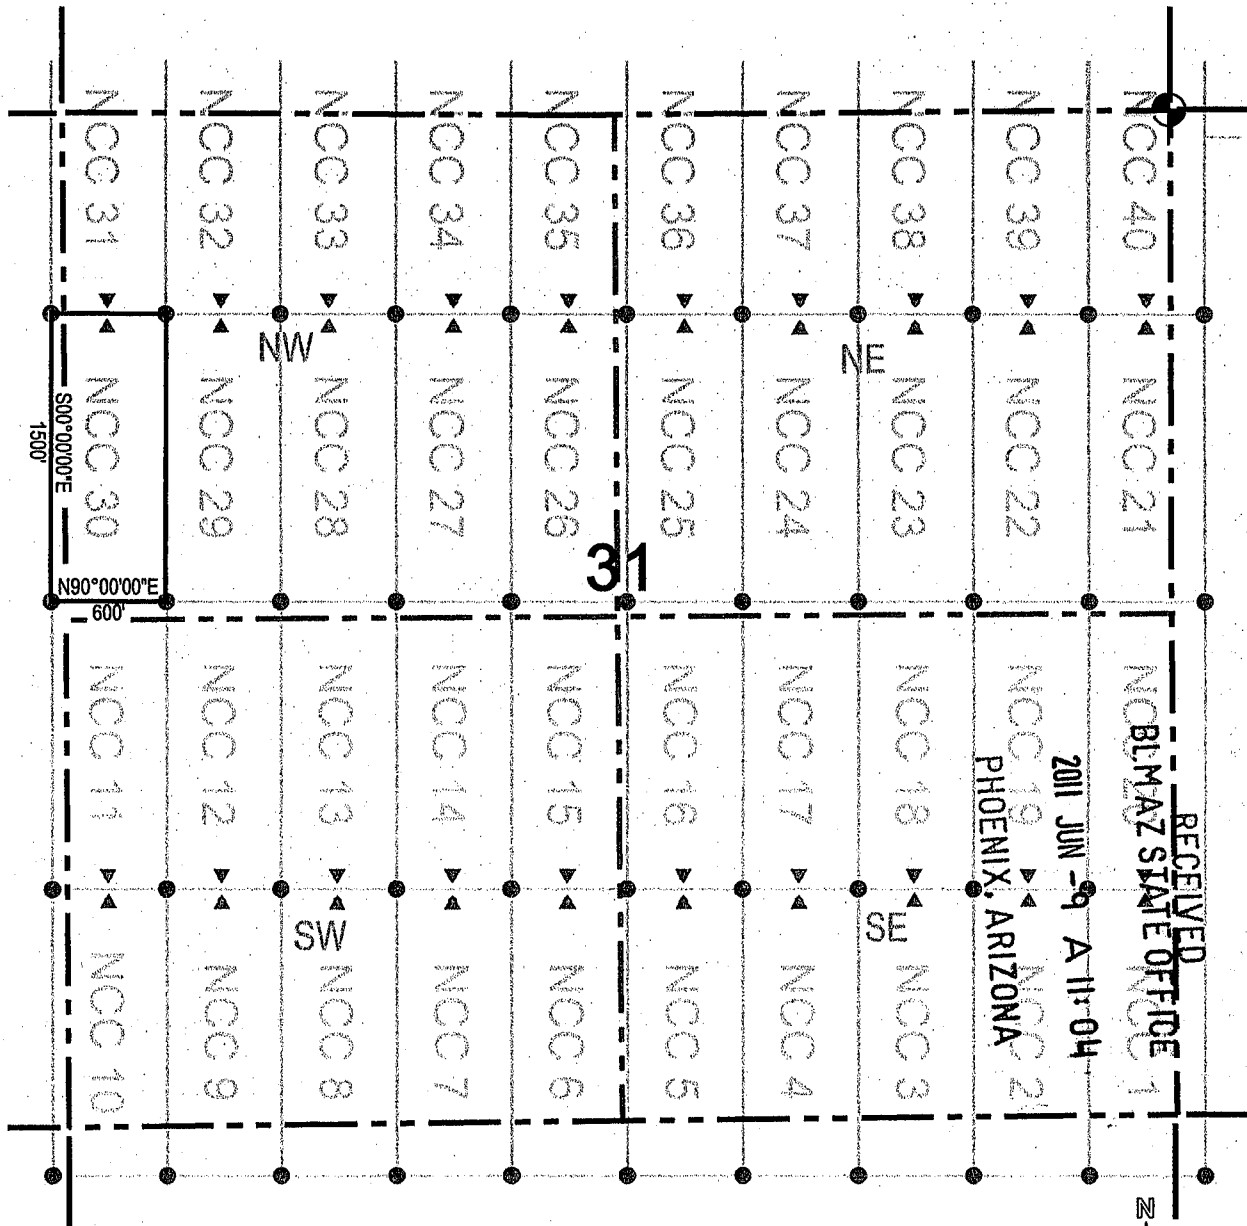 NCC 31
NCC 32
NCC 33
NCC 34
NCC 35
NCC 36
NCC 37
NCC 38
NCC 39
NCC 40
NW
NE
NCC 30
NCC 29
NCC 28
NCC 27
NCC 26
NCC 25
NCC 24
NCC 23
NCC 22
NCC 21
S00°00'00"E
1500'
31
N90°00'00"E
600'
NCC 11
NCC 12
NCC 13
NCC 14
NCC 15
NCC 16
NCC 17
NCC 18
NCC 19
NCC 20
RECEIVED
BLM AZ STATE OFFICE
2011 JUN -9 A 11:04
PHOENIX, ARIZONA
SW
SE
NCC 10
NCC 9
NCC 8
NCC 7
NCC 6
NCC 5
NCC 4
NCC 3
NCC 2
NCC 1
N